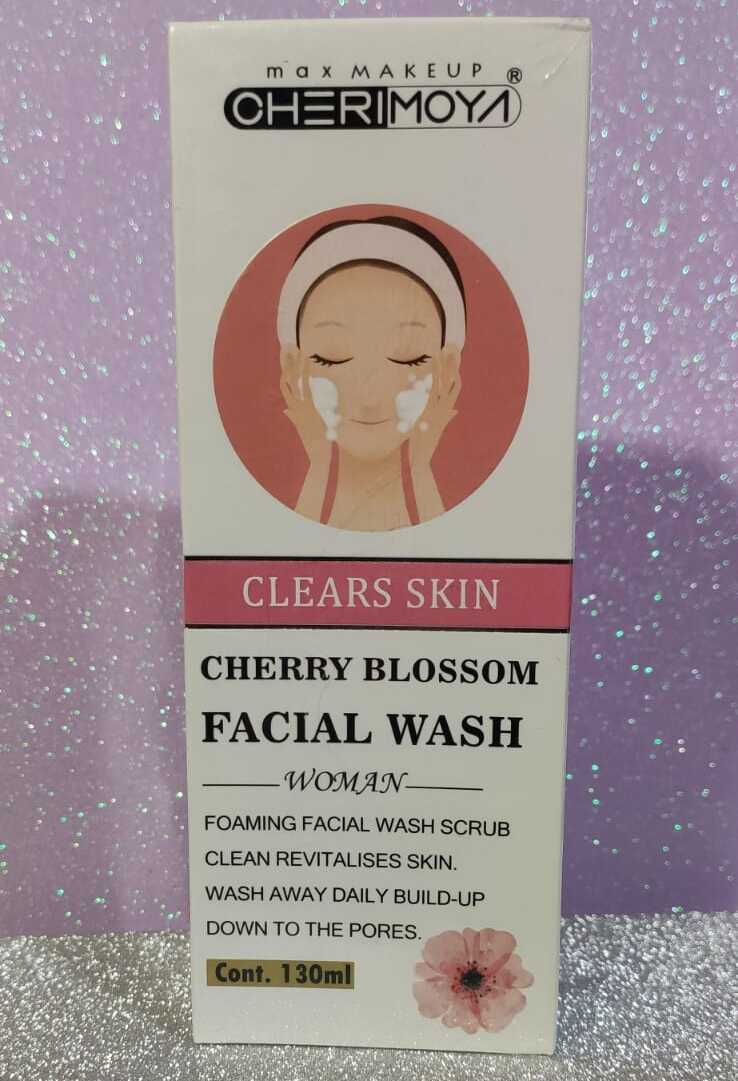 max MAKEUP ®
CHERIMOYA
CLEARS SKIN
CHERRY BLOSSOM
FACIAL WASH
WOMAN
FOAMING FACIAL WASH SCRUB
CLEAN REVITALISES SKIN.
WASH AWAY DAILY BUILD-UP
DOWN TO THE PORES.
Cont. 130ml